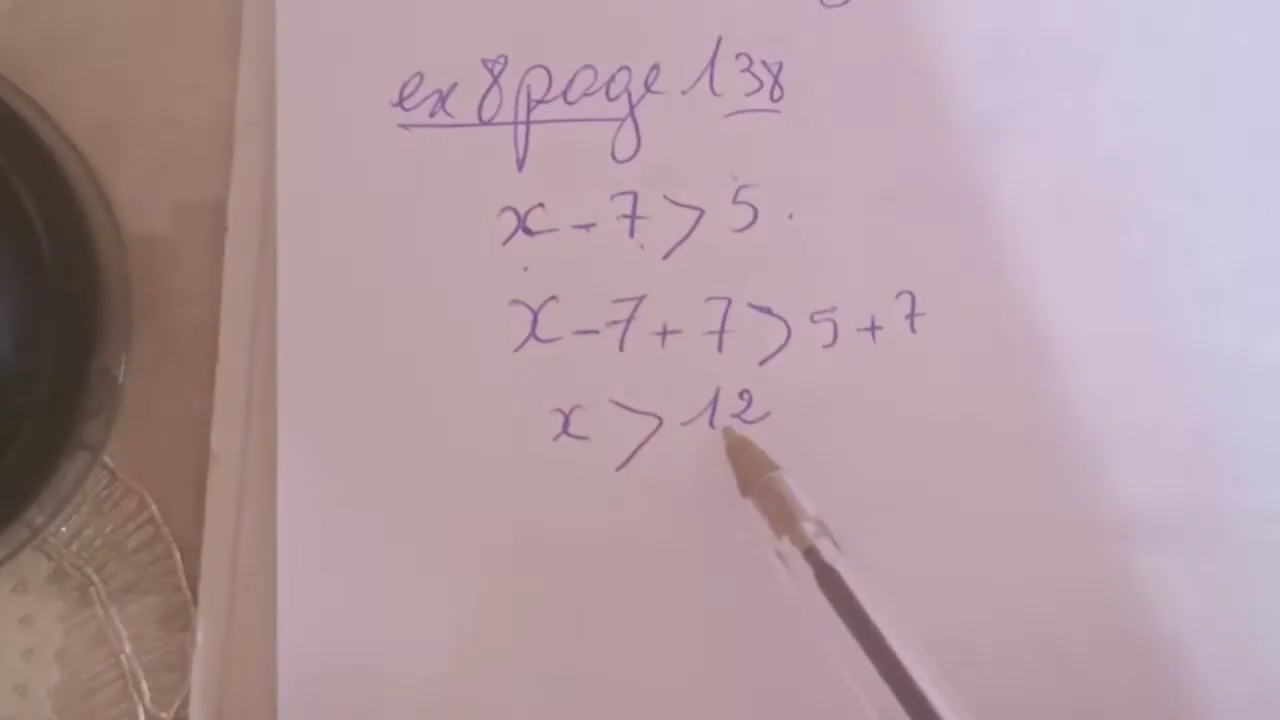 ex 8 page 138
x - 7 > 5.
x - 7 + 7 > 5 + 7
x > 12